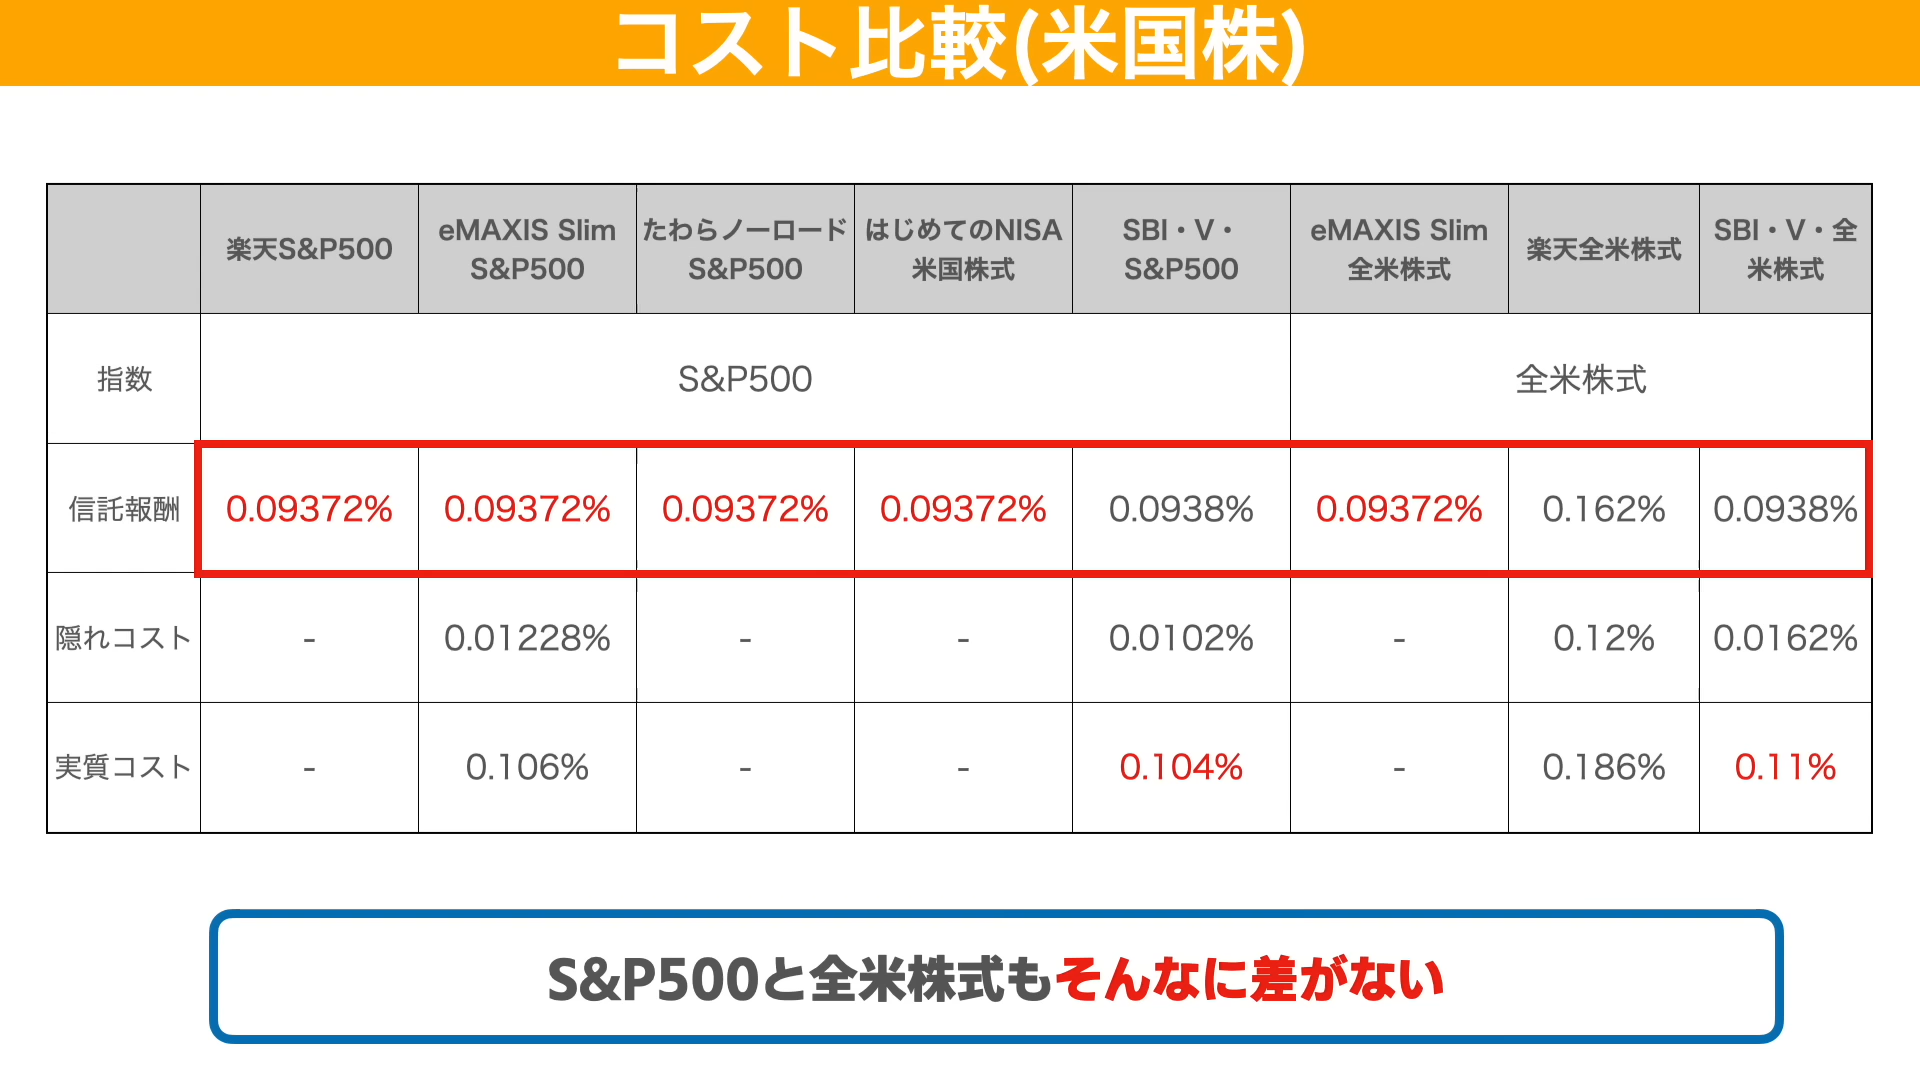 コスト比較(米国株)
楽天S&P500
eMAXIS Slim
S&P500
たわらノーロード
S&P500
はじめてのNISA
米国株式
SBI・V・
S&P500
eMAXIS Slim
全米株式
楽天全米株式
SBI・V・全
米株式
指数
S&P500
全米株式
信託報酬
0.09372%
0.09372%
0.09372%
0.09372%
0.0938%
0.09372%
0.162%
0.0938%
隠れコスト
-
0.01228%
-
-
0.0102%
-
0.12%
0.0162%
実質コスト
-
0.106%
-
-
0.104%
-
0.186%
0.11%
S&P500と全米株式もそんなに差がない